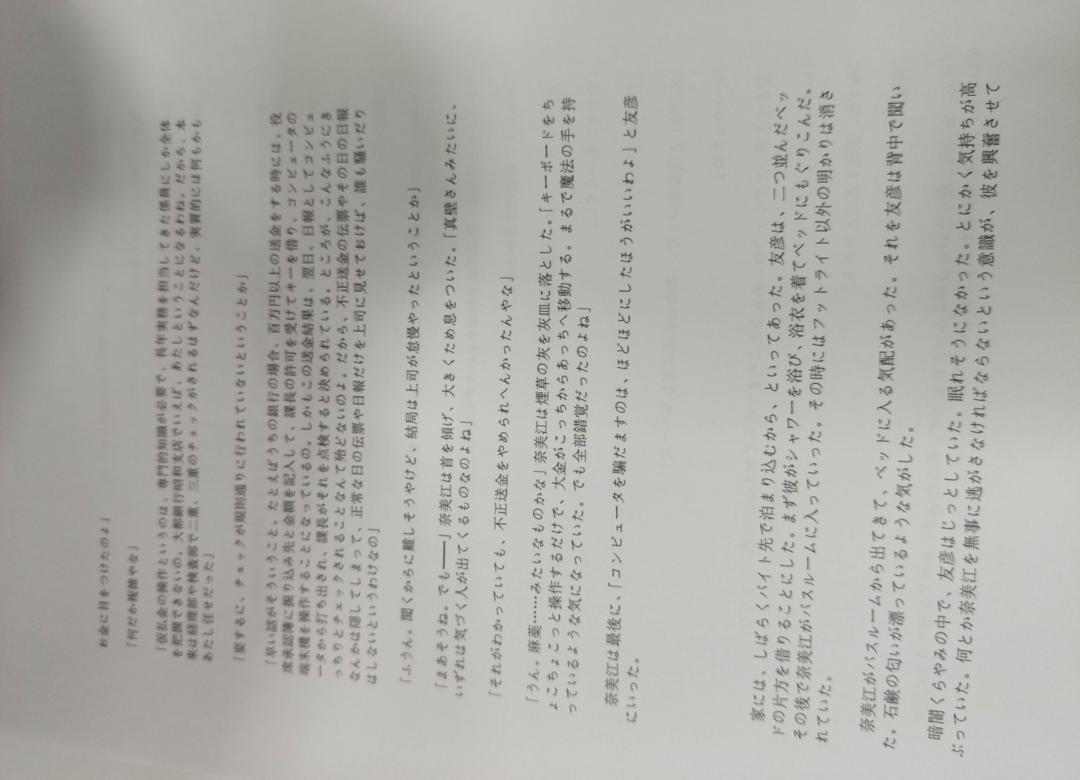 お金に目をつけたの」
「何だか複雑やな」
「仮払金の操作というのは、専門的知識が必要で、長年実務を担当してきた係員にしか全体
を把握できないの。大都銀行昭和支店でいえば、あたしということになるわね。だから、本
来は経理部や検査部で二重、三重のチェックがされるはずなんだけど、実質的には何もかも
あたし任せだった」
「要するに、チェックが規則通りに行われていないということか」
「早い話がそういうことよ。たとえばうちの銀行の場合、百万円以上の送金をする時には、役
席承認簿に振り込み先と金額を記入して、課長の許可を受けてキーを借り、コンピュータの
端末機を操作することになっているの。しかもこの送金結果は、翌日、日報としてコンピュ
ータから打ち出され、課長がそれを点検すると決められている。ところが、こんなふうにき
っちりとチェックされることなんて殆どないのよ。だから、不正送金の伝票やその日の日報
なんかは隠してしまって、正常な日の伝票や日報だけを上司に見せておけば、誰も騒いだり
はしないというわけなの」
「ふうん。聞くからに難しそうやけど、結局は上司が怠慢やったということか」
「まあそうね。でも――」奈美江は首を傾げ、大きくため息をついた。「真壁さんみたいに、
いずれは気づく人が出てくるものなのよね」
「それがわかっていても、不正送金をやめられへんかったんやな」
「うん。麻薬……みたいなものかな」奈美江は煙草の灰を灰皿に落とした。「キーボードをち
ょこちょこっと操作するだけで、大金がこっちからあっちへ移動する。まるで魔法の手を持
っているような気になっていた。でも全部錯覚だったのよね」
奈美江は最後に、「コンピュータを騙だますのは、ほどほどにしたほうがいいわよ」と友彦
にいった。
家には、しばらくバイト先で泊まり込むから、といってあった。友彦は、二つ並んだベッ
ドの片方を借りることにした。まず彼がシャワーを浴び、浴衣を着てベッドにもぐりこんだ。
その後で奈美江がバスルームに入っていった。その時にはフットライト以外の明かりは消さ
れていた。
奈美江がバスルームから出てきて、ベッドに入る気配があった。それを友彦は背中で聞い
た。石鹸の匂いが漂っているような気がした。
暗闇くらやみの中で、友彦はじっとしていた。眠れそうになかった。とにかく気持ちが高
ぶっていた。何とか奈美江を無事に逃がさなければならないという意識が、彼を興奮させて